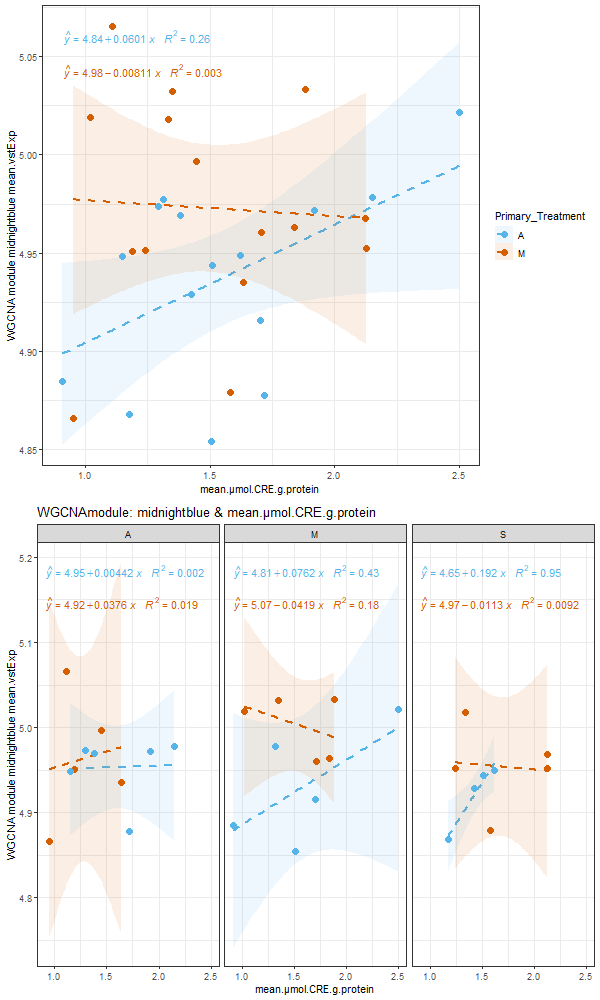 ŷ = 4.84+0.0601 x R² = 0.26
ŷ = 4.98−0.00811 x R² = 0.003
5.05
5.00
4.95
4.90
4.85
WGCNA module midnightblue mean.vstExp
1.0 1.5 2.0 2.5
mean.µmol.CRE.g.protein
Primary_Treatment
A
M
WGCNAmodule: midnightblue & mean.µmol.CRE.g.protein
A M S
ŷ = 4.95+0.00442 x R² = 0.002 ŷ = 4.81+0.0762 x R² = 0.43 ŷ = 4.65+0.192 x R² = 0.95
ŷ = 4.92+0.0376 x R² = 0.019 ŷ = 5.07−0.0419 x R² = 0.18 ŷ = 4.97−0.0113 x R² = 0.0092
5.2
5.1
5.0
4.9
4.8
WGCNA module midnightblue mean.vstExp
1.0 1.5 2.0 2.5 1.0 1.5 2.0 2.5 1.0 1.5 2.0 2.5
mean.µmol.CRE.g.protein